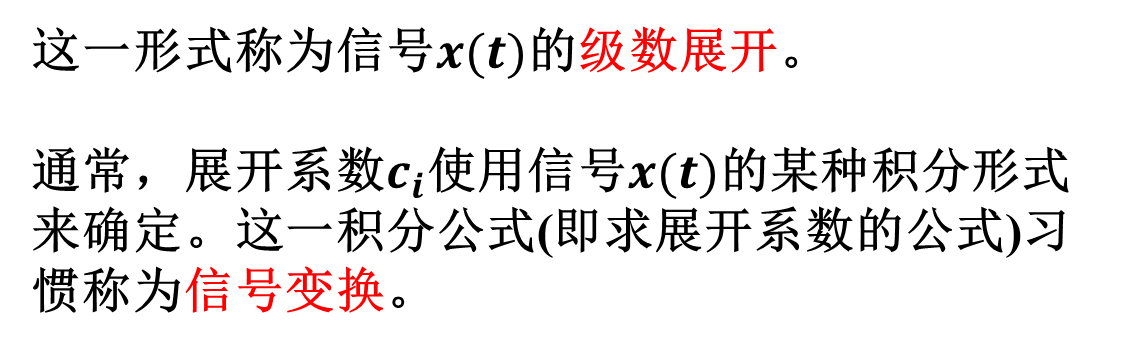 这一形式称为信号x(t)的级数展开。
通常，展开系数cᵢ使用信号x(t)的某种积分形式
来确定。这一积分公式(即求展开系数的公式)习
惯称为信号变换。